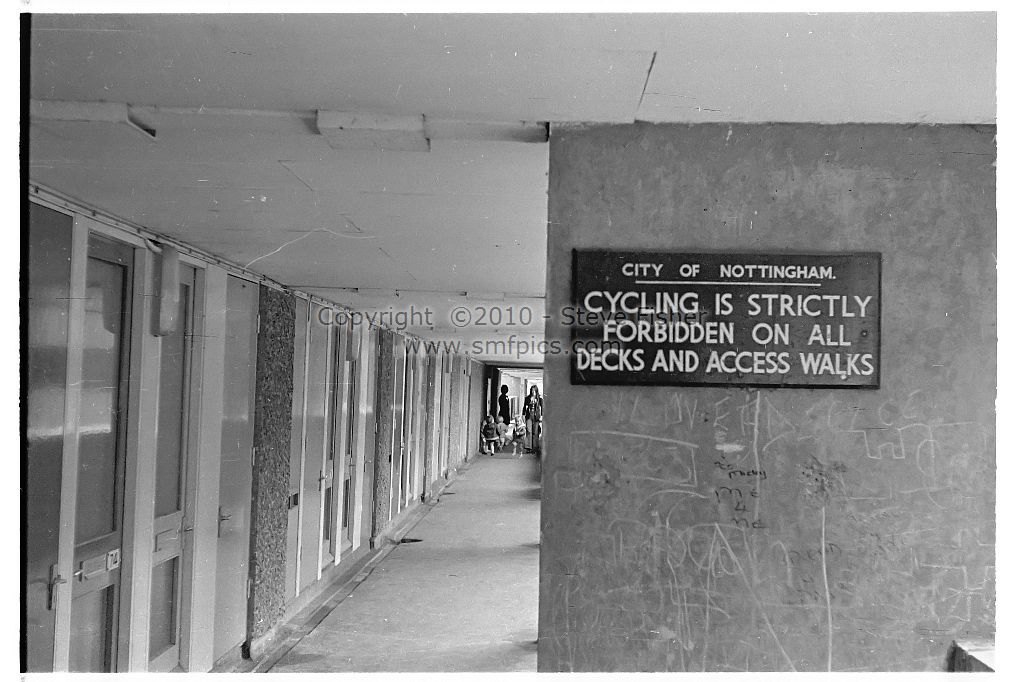 CITY OF NOTTINGHAM.
CYCLING IS STRICTLY
FORBIDDEN ON ALL
DECKS AND ACCESS WALKS
Copyright ©2010 - Steve Fisher -
www.smfpics.com